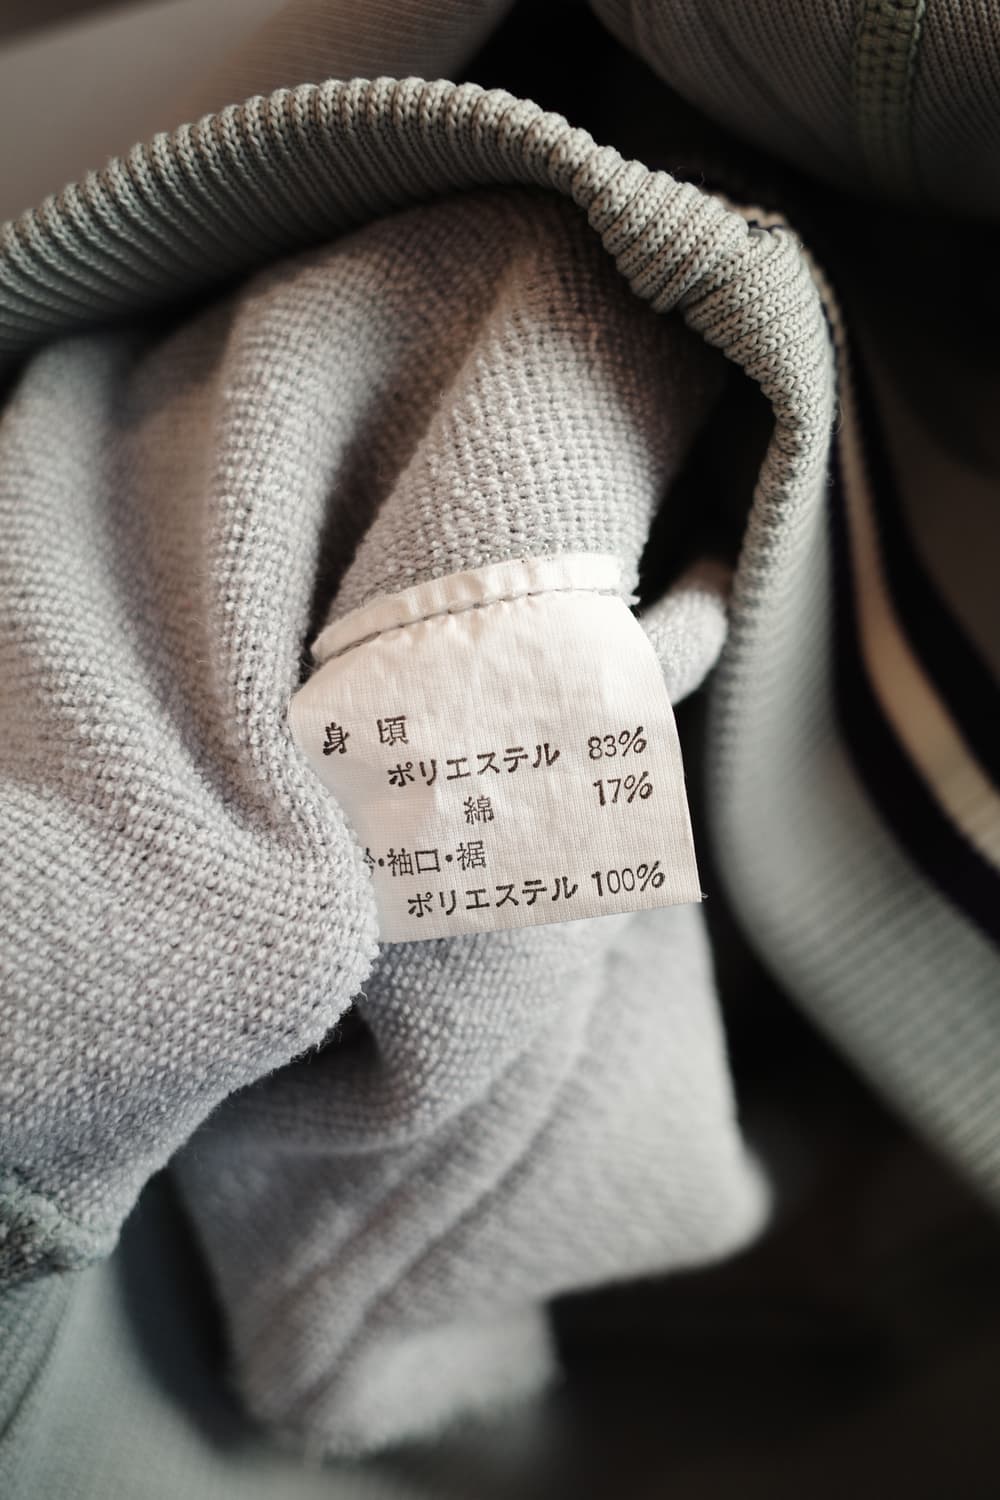 身頃
ポリエステル 83%
綿 17%
衿・袖口・裾
ポリエステル 100%